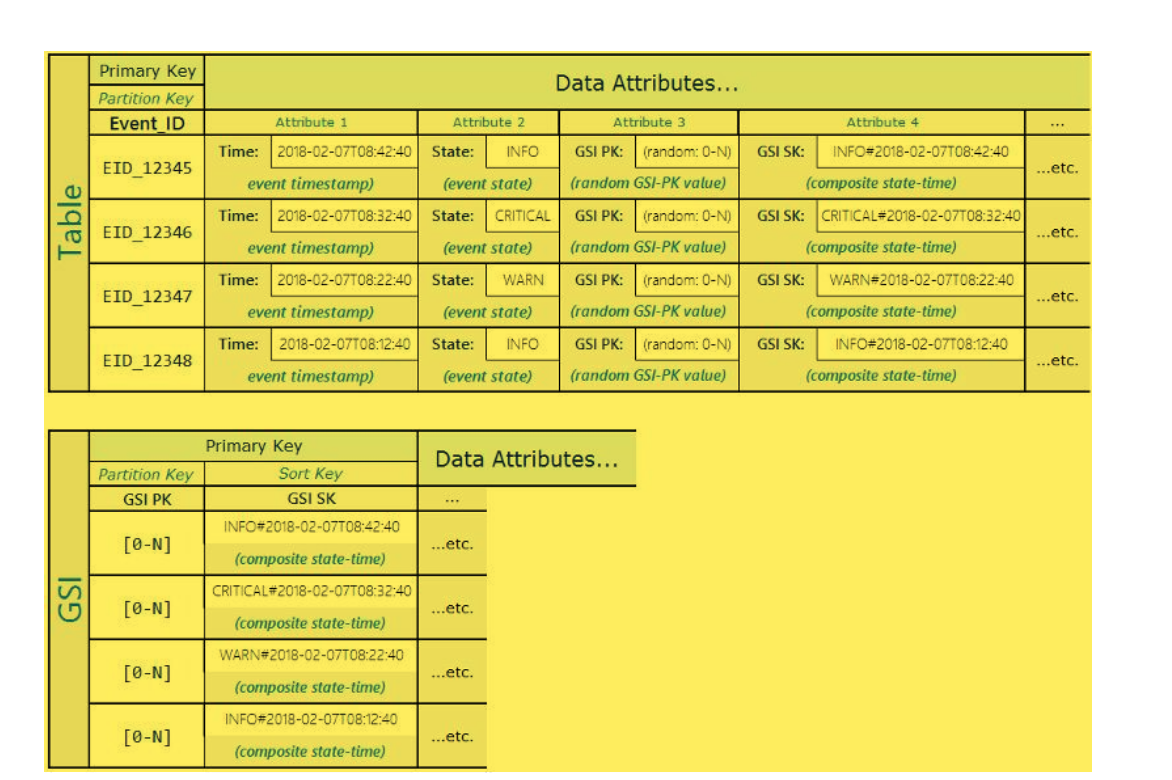 Table
Primary Key
Data Attributes...
Partition Key
Event_ID Attribute 1 Attribute 2 Attribute 3 Attribute 4 ...
EID_12345 Time: 2018-02-07T08:42:40 State: INFO GSI PK: (random: 0-N) GSI SK: INFO#2018-02-07T08:42:40 ...etc.
event timestamp) (event state) (random GSI-PK value) (composite state-time)
EID_12346 Time: 2018-02-07T08:32:40 State: CRITICAL GSI PK: (random: 0-N) GSI SK: CRITICAL#2018-02-07T08:32:40 ...etc.
event timestamp) (event state) (random GSI-PK value) (composite state-time)
EID_12347 Time: 2018-02-07T08:22:40 State: WARN GSI PK: (random: 0-N) GSI SK: WARN#2018-02-07T08:22:40 ...etc.
event timestamp) (event state) (random GSI-PK value) (composite state-time)
EID_12348 Time: 2018-02-07T08:12:40 State: INFO GSI PK: (random: 0-N) GSI SK: INFO#2018-02-07T08:12:40 ...etc.
event timestamp) (event state) (random GSI-PK value) (composite state-time)
GSI
Primary Key
Data Attributes...
Partition Key Sort Key
GSI PK GSI SK ...
[0-N] INFO#2018-02-07T08:42:40 ...etc.
(composite state-time)
[0-N] CRITICAL#2018-02-07T08:32:40 ...etc.
(composite state-time)
[0-N] WARN#2018-02-07T08:22:40 ...etc.
(composite state-time)
[0-N] INFO#2018-02-07T08:12:40 ...etc.
(composite state-time)